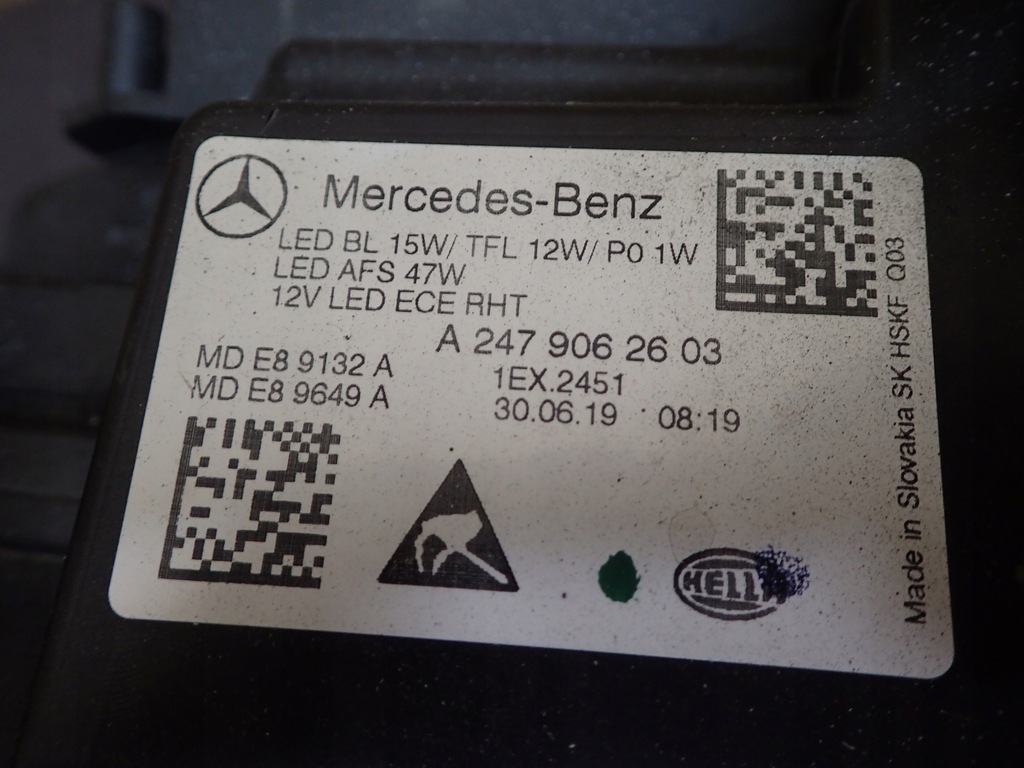 Mercedes-Benz
LED BL 15W/ TFL 12W/ P0 1W
LED AFS 47W
12V LED ECE RHT
A 247 906 26 03
MD E8 9132 A
MD E8 9649 A
1EX.2451
30.06.19 08:19
HELLA
Made in Slovakia SK HSKF Q03